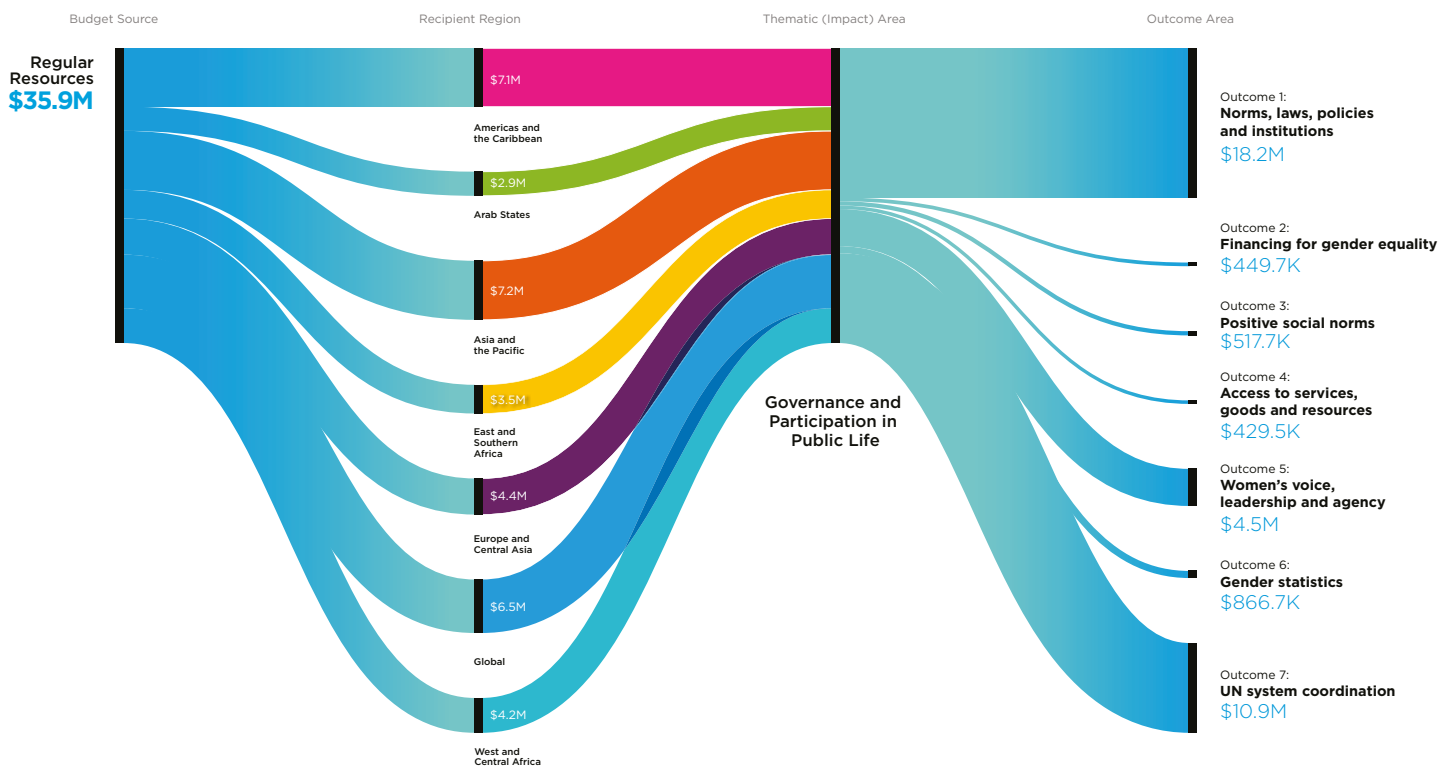 Budget Source
Recipient Region
Thematic (Impact) Area
Outcome Area
Regular
Resources
$35.9M
$7.1M
Americas and
the Caribbean
$2.9M
Arab States
$7.2M
Asia and
the Pacific
$3.5M
East and
Southern
Africa
$4.4M
Europe and
Central Asia
$6.5M
Global
$4.2M
West and
Central Africa
Governance and
Participation in
Public Life
Outcome 1:
Norms, laws, policies
and institutions
$18.2M
Outcome 2:
Financing for gender equality
$449.7K
Outcome 3:
Positive social norms
$517.7K
Outcome 4:
Access to services,
goods and resources
$429.5K
Outcome 5:
Women’s voice,
leadership and agency
$4.5M
Outcome 6:
Gender statistics
$866.7K
Outcome 7:
UN system coordination
$10.9M